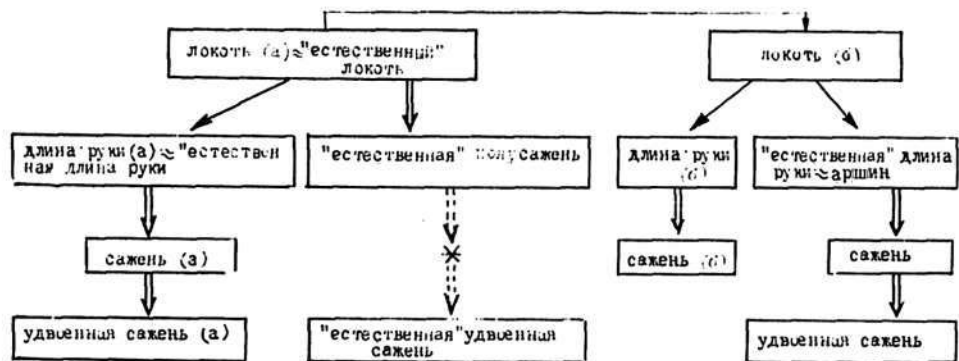 локоть (а)≈"естественный"
локоть
локоть (б)
длина руки(а)≈"естествен
ная длина руки
"естественная" полусажень
длина руки
(б)
"естественная" длина
руки≈аршин
сажень (а)
сажень (б)
сажень
удвоенная сажень (а)
"естественная"удвоенная
сажень
удвоенная сажень